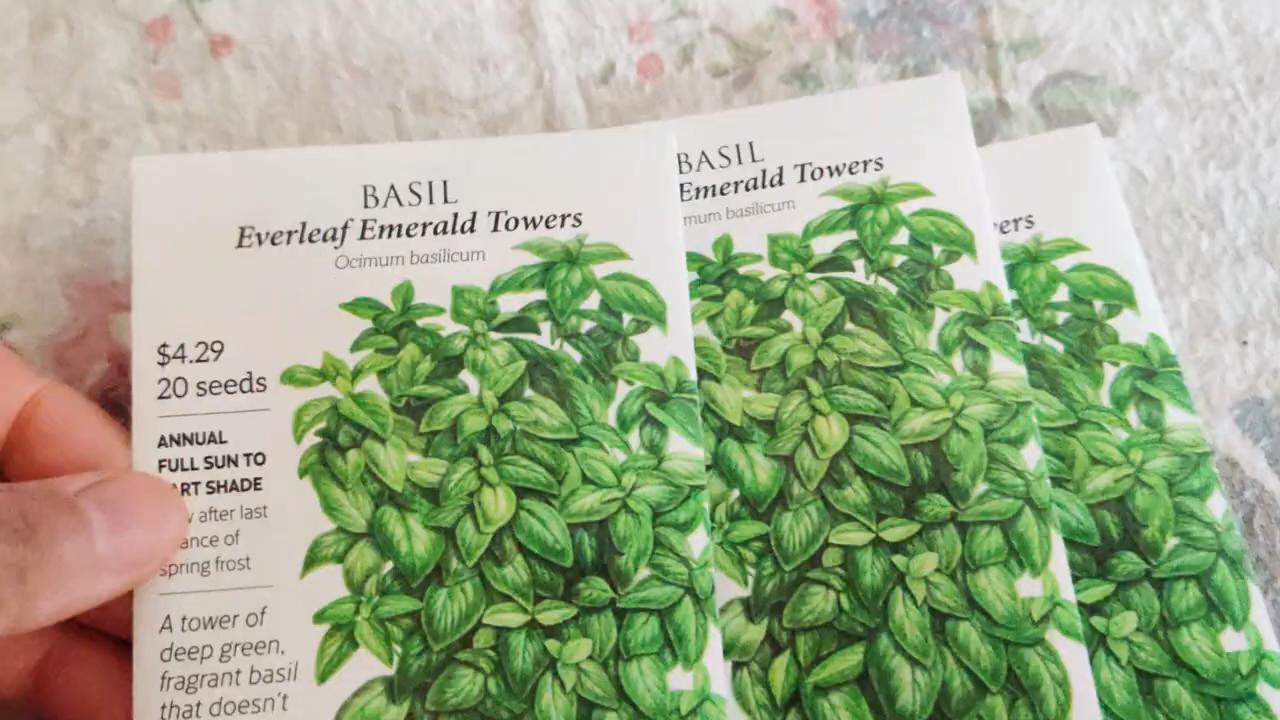 BASIL
Everleaf Emerald Towers
Ocimum basilicum
$4.29
20 seeds
ANNUAL
FULL SUN TO
ART SHADE
after last
ance of
spring frost
A tower of
deep green,
fragrant basil
that doesn't
BASIL
Emerald Towers
mum basilicum
ers